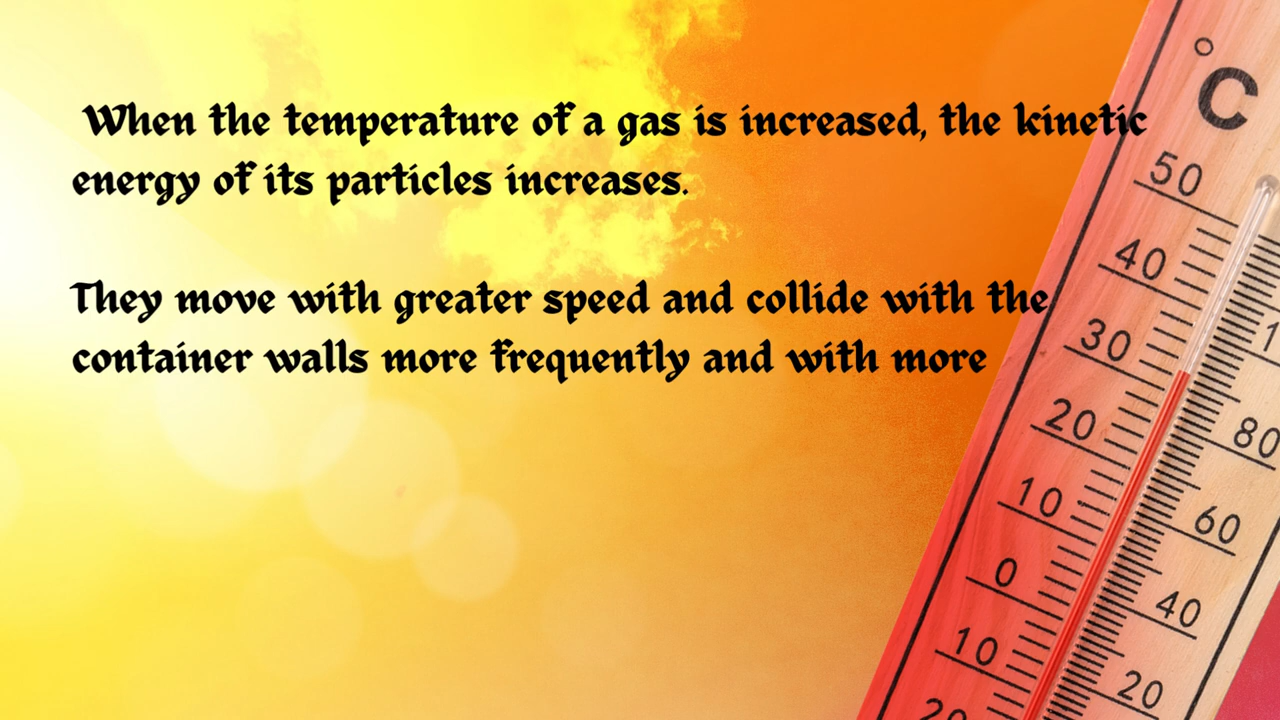 When the temperature of a gas is increased, the kinetic
energy of its particles increases.
They move with greater speed and collide with the
container walls more frequently and with more
°C
50
40
30
20
10
0
10
20
80
60
40
20